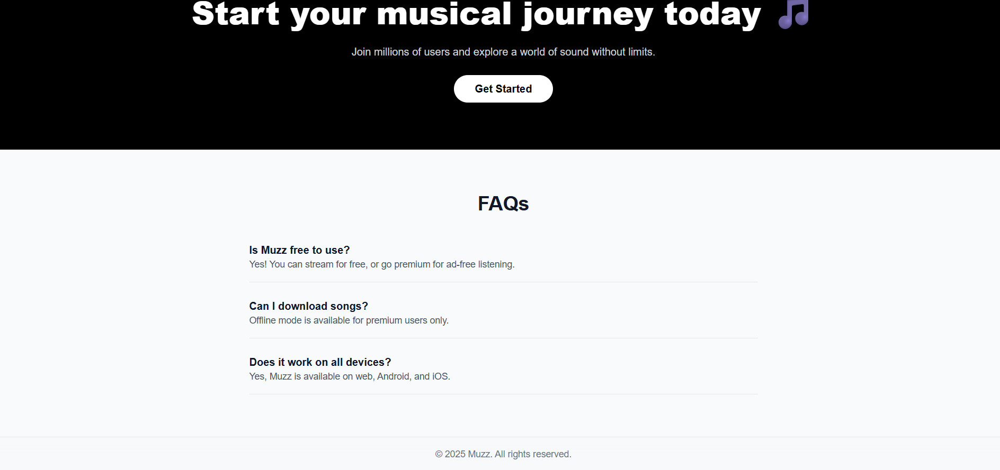 Start your musical journey today 🎵
Join millions of users and explore a world of sound without limits.
Get Started
FAQs
Is Muzz free to use?
Yes! You can stream for free, or go premium for ad-free listening.
Can I download songs?
Offline mode is available for premium users only.
Does it work on all devices?
Yes, Muzz is available on web, Android, and iOS.
© 2025 Muzz. All rights reserved.